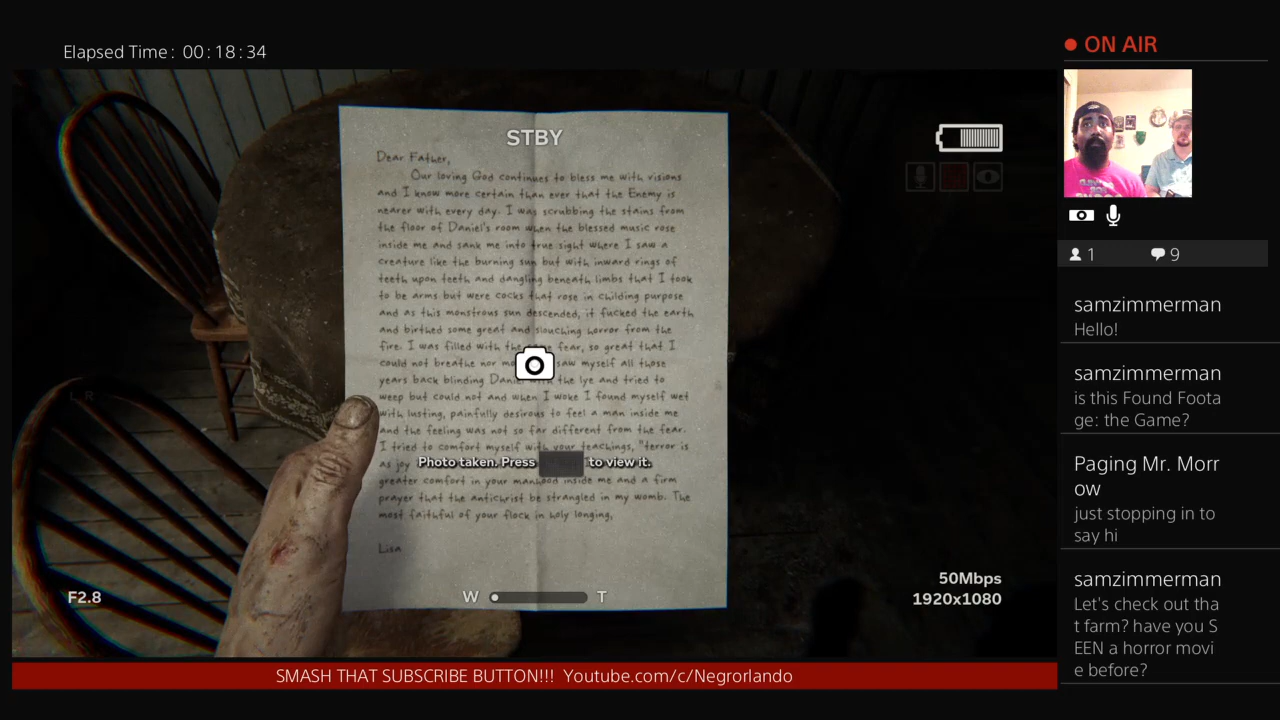 Elapsed Time: 00:18:34
ON AIR
STBY
Dear Father,
Our loving God continues to bless me with visions
and I know more certain than ever that the Enemy is
nearer with every day. I was scrubbing the stains from
the floor of Daniel's room when the blessed music rose
inside me and sank me into true sight where I saw a
creature like the burning sun but with inward rings of
teeth upon teeth and dangling beneath limbs that I took
to be arms but were cocks that rose in childing purpose
and as this monstrous sun descended, it fucked the earth
and birthed some great and slouching horror from the
fire. I was filled with the same fear, so great that I
could not breathe nor saw myself all those
years back blinding Daniel with the lye and tried to
weep but could not and when I woke I found myself wet
with lusting, painfully desirous to feel a man inside me
and the feeling was not so far different from the fear.
I tried to comfort myself with your teachings, "terror is
as joy
Photo taken. Press to view it.
greater comfort in your manhood inside me and a firm
prayer that the antichrist be strangled in my womb. The
most faithful of your flock in holy longing,
Lisa
L R
F2.8
W T
50Mbps
1920x1080
SMASH THAT SUBSCRIBE BUTTON!!! Youtube.com/c/Negrorlando
1 9
samzimmerman
Hello!
samzimmerman
is this Found Foota
ge: the Game?
Paging Mr. Morr
ow
just stopping in to
say hi
samzimmerman
Let's check out tha
t farm? have you S
EEN a horror movi
e before?